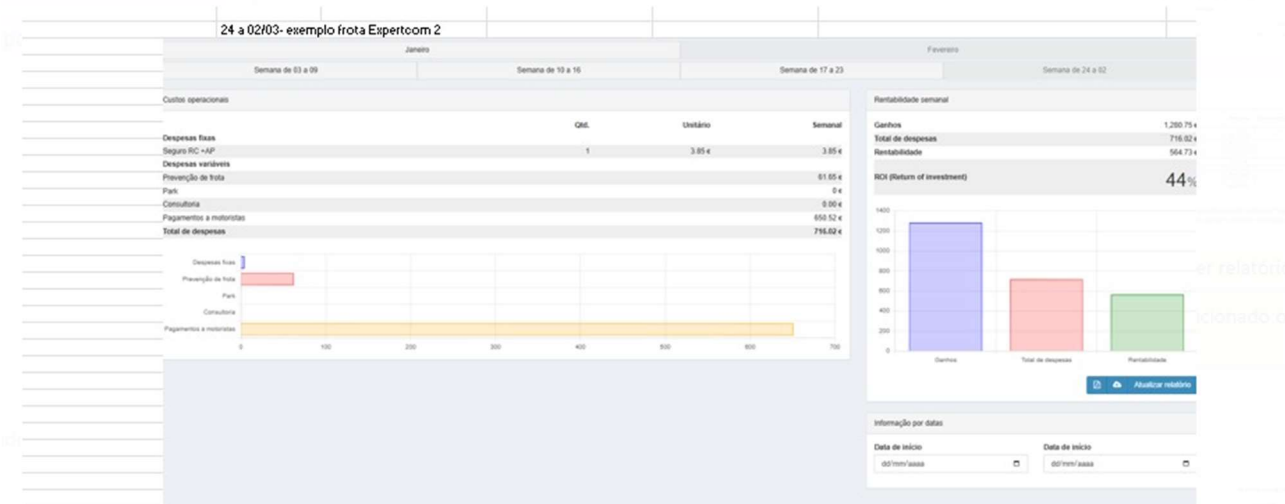 24 a 02/03- exemplo frota Expertcom 2
Janeiro
Fevereiro
Semana de 03 a 09
Semana de 10 a 16
Semana de 17 a 23
Semana de 24 a 02
Custos operacionais
Qtd. Unitário Semanal
Despesas fixas
Seguro RC +AP 1 3.85 € 3.85 €
Despesas variáveis
Prevenção de frota 61.65 €
Park 0 €
Consultoria 0.00 €
Pagamentos a motoristas 650.52 €
Total de despesas 716.02 €
Despesas fixas
Prevenção de frota
Park
Consultoria
Pagamentos a motoristas
0 100 200 300 400 500 600 700
Rentabilidade semanal
Ganhos 1,280.75 €
Total de despesas 716.02 €
Rentabilidade 564.73 €
ROI (Return of investment) 44%
1400
1200
1000
800
600
400
200
0
Ganhos Total de despesas Rentabilidade
Atualizar relatório
Informação por datas
Data de início Data de início
dd/mm/aaaa dd/mm/aaaa
er relatório